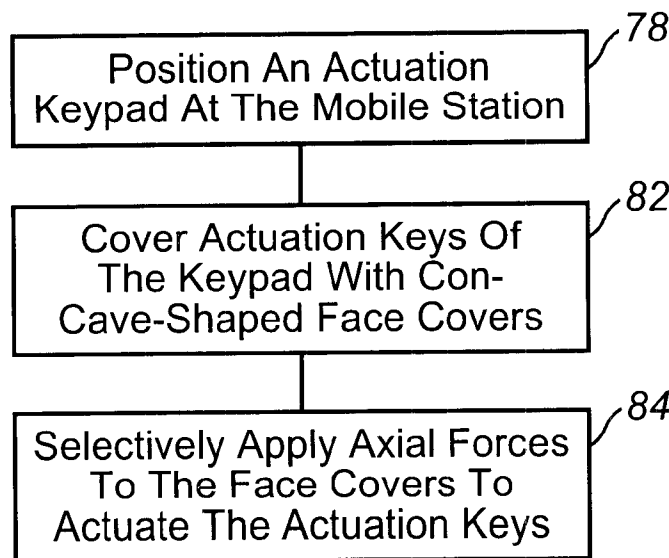 78
Position An Actuation
Keypad At The Mobile Station
82
Cover Actuation Keys Of
The Keypad With Con-
Cave-Shaped Face Covers
84
Selectively Apply Axial Forces
To The Face Covers To
Actuate The Actuation Keys